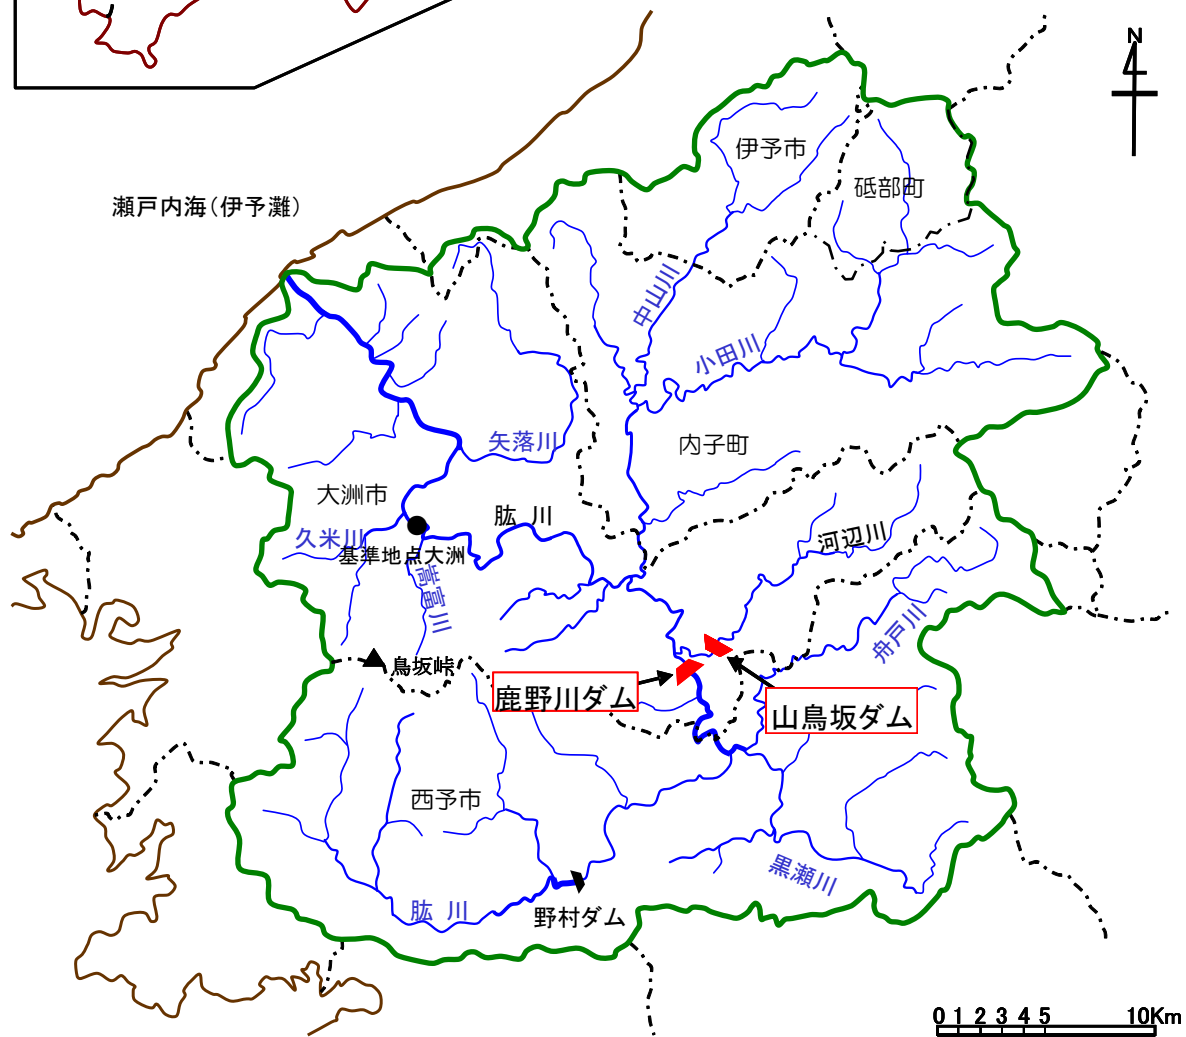 N
伊予市
砥部町
瀬戸内海(伊予灘)
中山川
小田川
矢落川
内子町
大洲市
肱 川
久米川
基準地点大洲
河辺川
嵩富川
舟戸川
鳥坂峠
鹿野川ダム
山鳥坂ダム
西予市
黒瀬川
肱 川
野村ダム
0 1 2 3 4 5 10Km